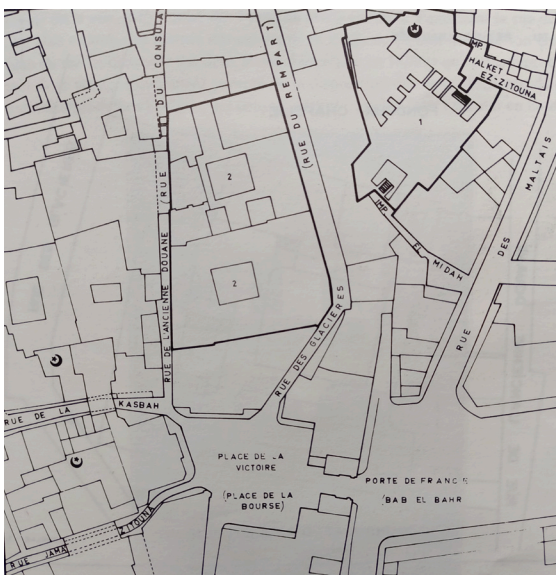 RUE DE L'ANCIENNE DOUANE (RUE DU CONSULA
(RUE DU REMPART)
RUE DES GLACIERES
IMP
HALKET
EZ-ZITOUNA
1
2
2
IMP EL MIDAH
RUE DES MALTAIS
RUE DE LA KASBAH
RUE JAMA ZITOUNA
PLACE DE LA
VICTOIRE
(PLACE DE LA
BOURSE)
PORTE DE FRANCE
(BAB EL BAHR